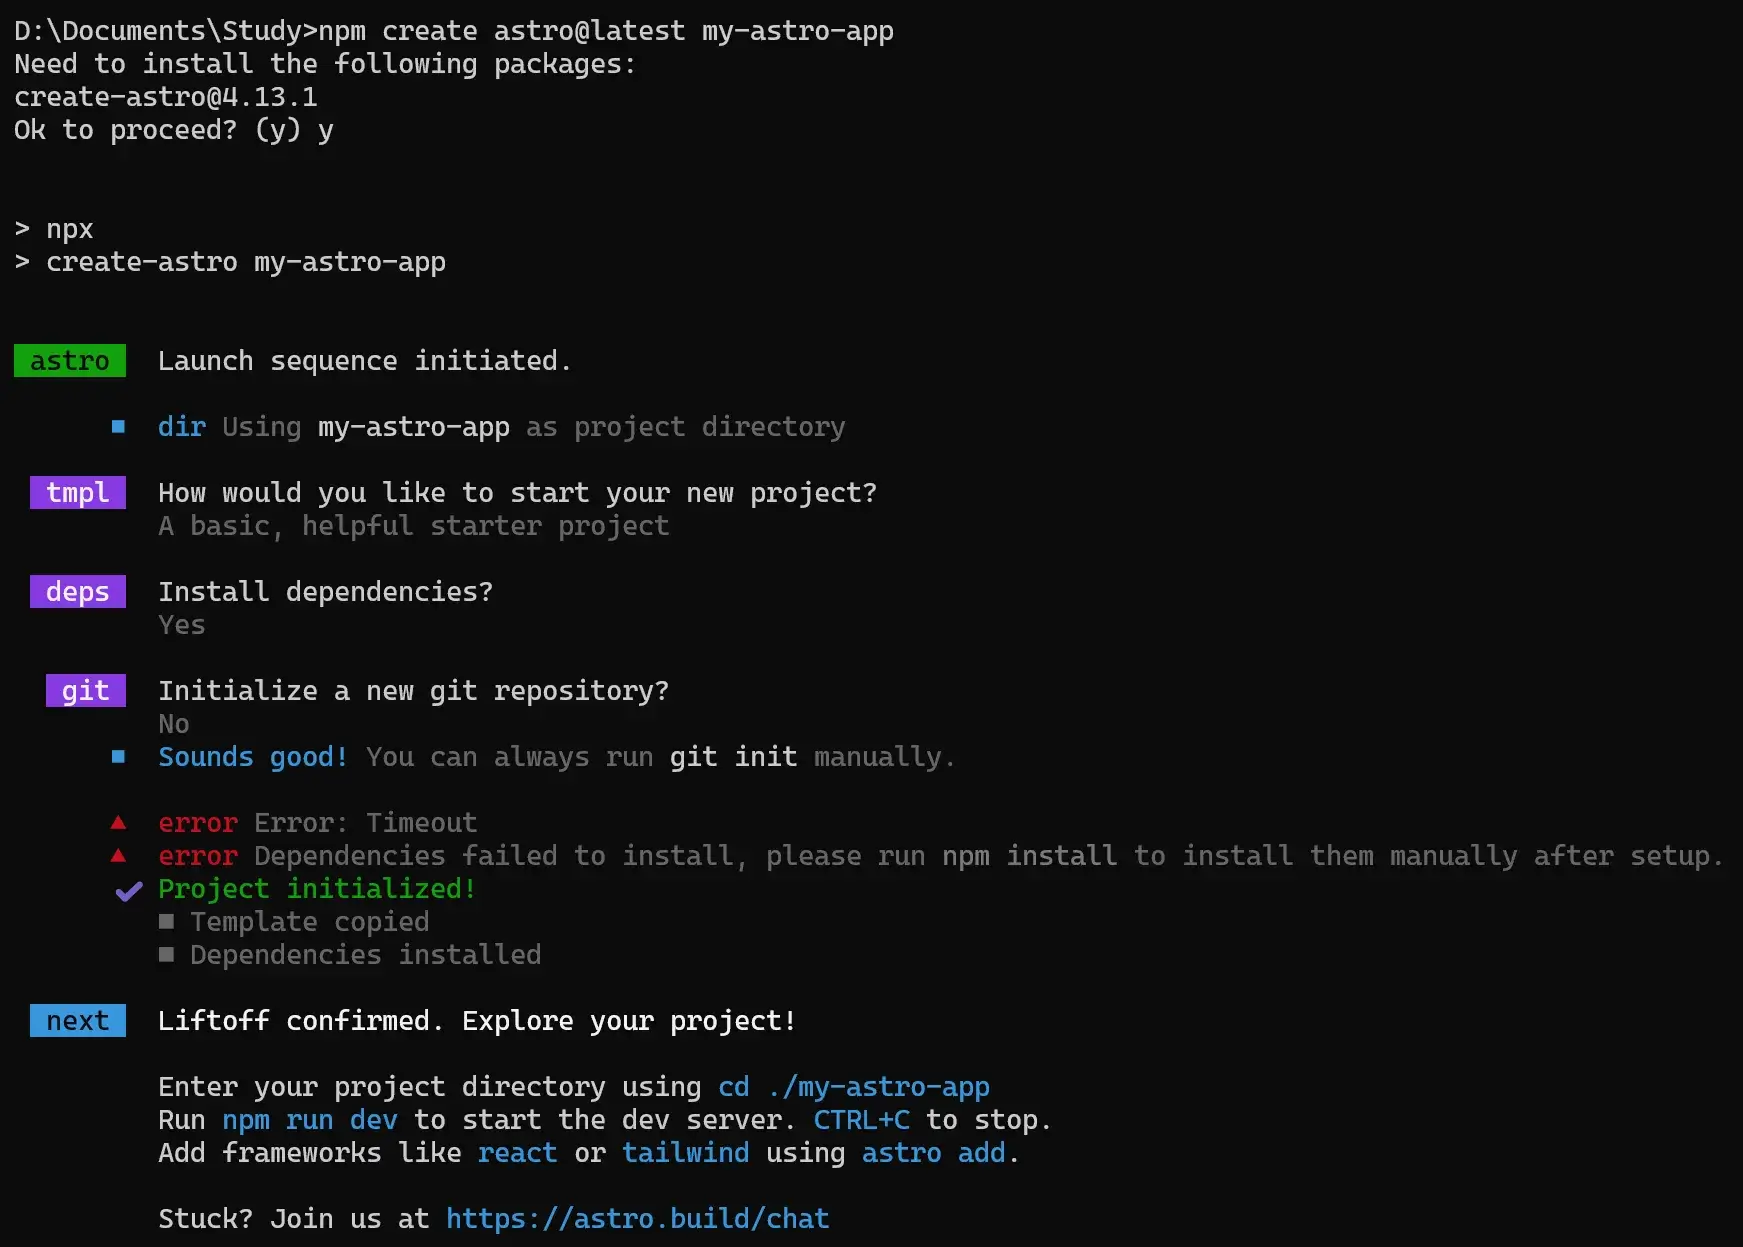 D:\Documents\Study>npm create astro@latest my-astro-app
Need to install the following packages:
create-astro@4.13.1
Ok to proceed? (y) y
> npx
> create-astro my-astro-app
astro Launch sequence initiated.
dir Using my-astro-app as project directory
tmpl How would you like to start your new project?
A basic, helpful starter project
deps Install dependencies?
Yes
git Initialize a new git repository?
No
Sounds good! You can always run git init manually.
error Error: Timeout
error Dependencies failed to install, please run npm install to install them manually after setup.
Project initialized!
Template copied
Dependencies installed
next Liftoff confirmed. Explore your project!
Enter your project directory using cd ./my-astro-app
Run npm run dev to start the dev server. CTRL+C to stop.
Add frameworks like react or tailwind using astro add.
Stuck? Join us at https://astro.build/chat